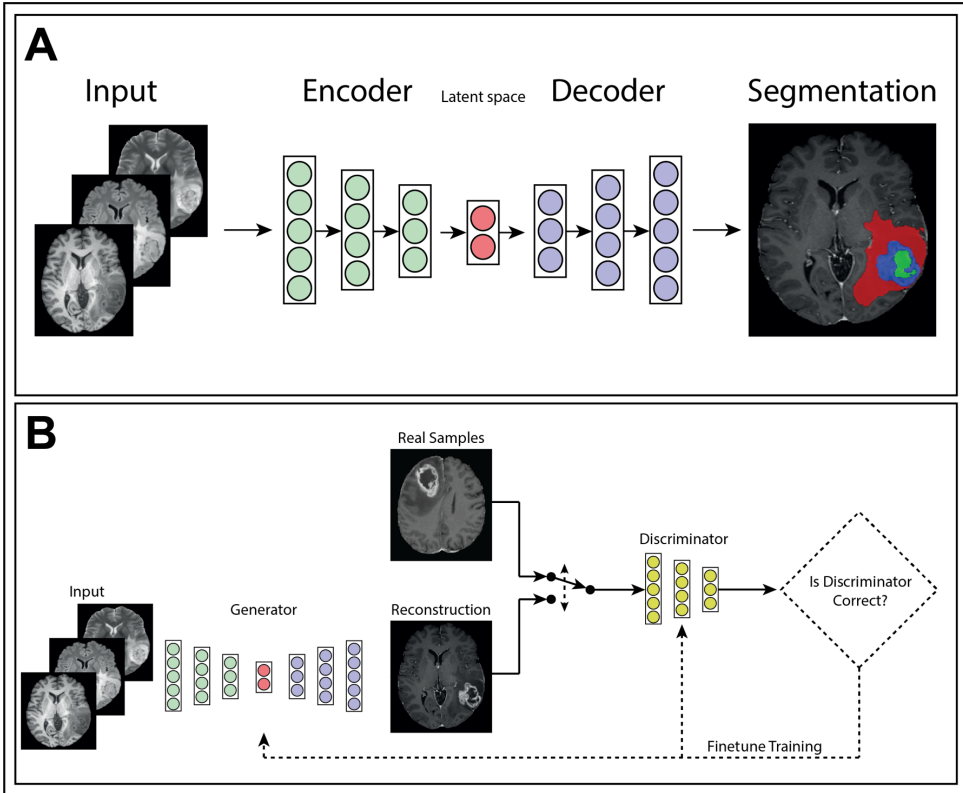 A
Input
Encoder
Latent space
Decoder
Segmentation
B
Real Samples
Discriminator
Is Discriminator
Correct?
Input
Generator
Reconstruction
Finetune Training